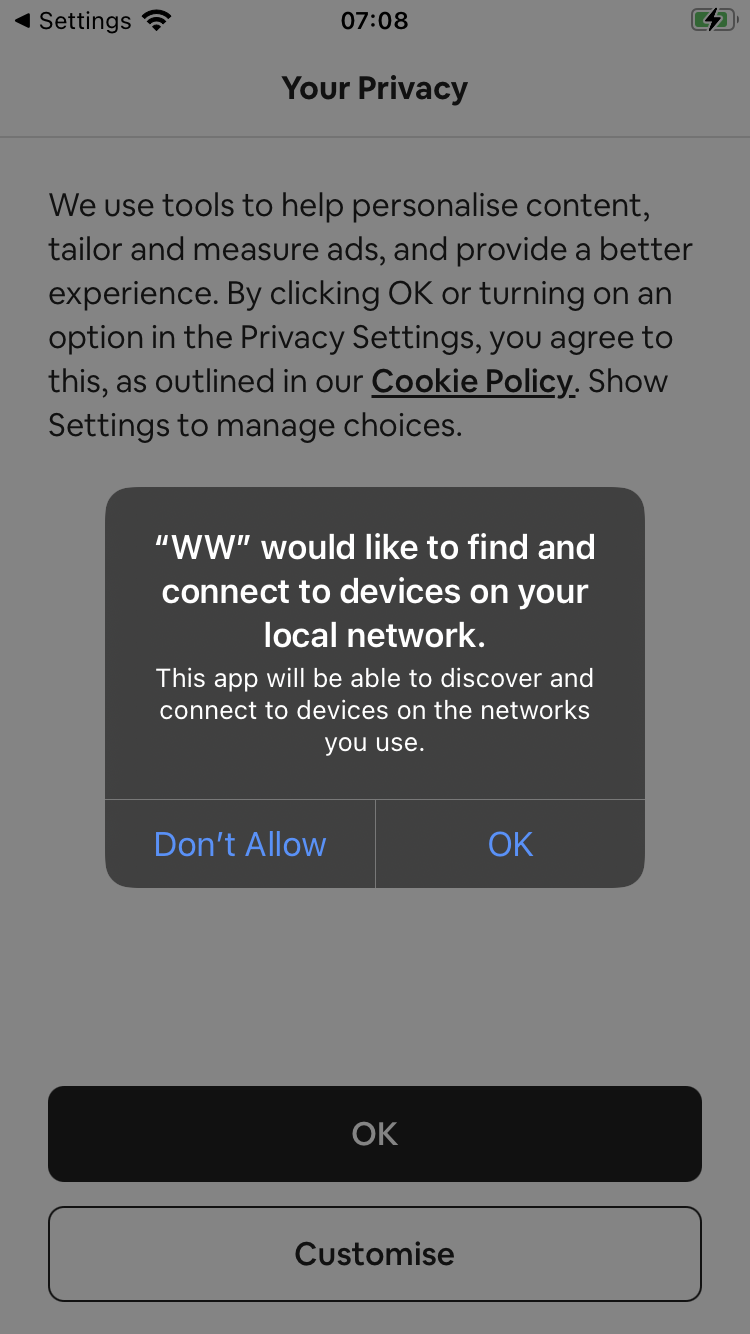 Settings
07:08
Your Privacy
We use tools to help personalise content,
tailor and measure ads, and provide a better
experience. By clicking OK or turning on an
option in the Privacy Settings, you agree to
this, as outlined in our Cookie Policy. Show
Settings to manage choices.
“WW” would like to find and
connect to devices on your
local network.
This app will be able to discover and
connect to devices on the networks
you use.
Don’t Allow
OK
OK
Customise